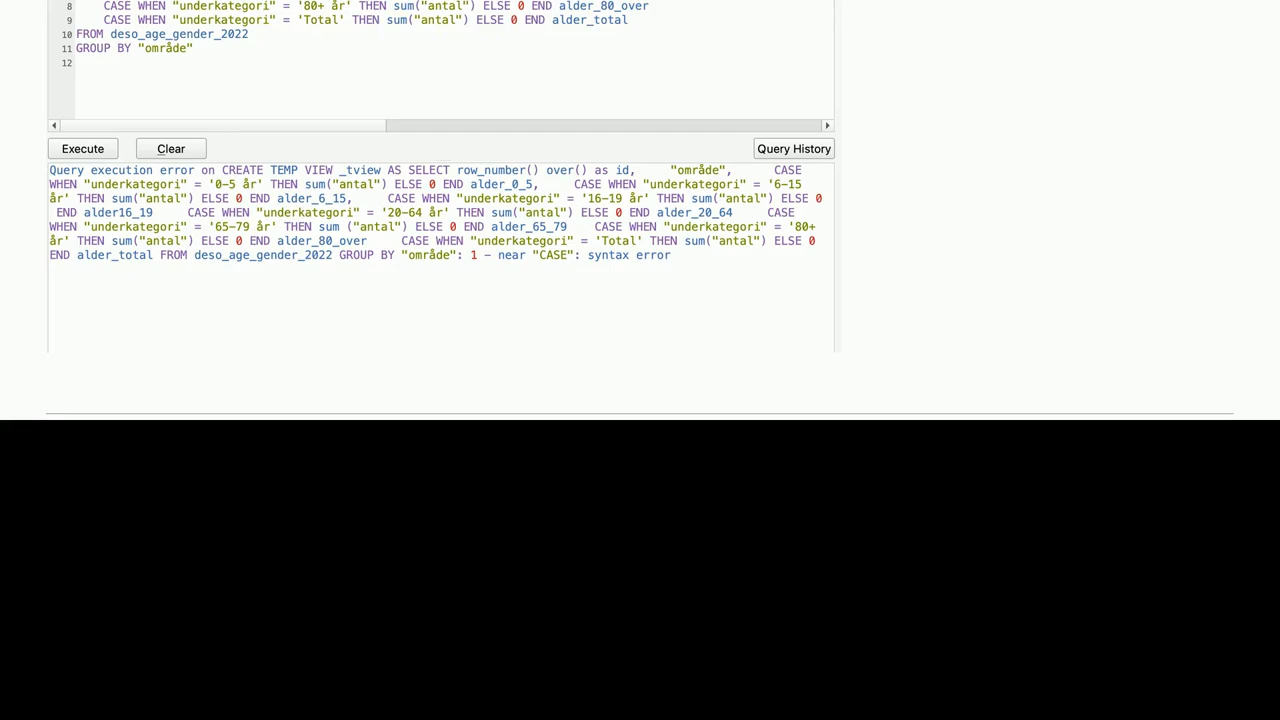 8 CASE WHEN "underkategori" = '80+ år' THEN sum("antal") ELSE 0 END alder_80_over
9 CASE WHEN "underkategori" = 'Total' THEN sum("antal") ELSE 0 END alder_total
10 FROM deso_age_gender_2022
11 GROUP BY "område"
12
Execute Clear Query History
Query execution error on CREATE TEMP VIEW _tview AS SELECT row_number() over() as id, "område", CASE
WHEN "underkategori" = '0-5 år' THEN sum("antal") ELSE 0 END alder_0_5, CASE WHEN "underkategori" = '6-15
år' THEN sum("antal") ELSE 0 END alder_6_15, CASE WHEN "underkategori" = '16-19 år' THEN sum("antal") ELSE 0
END alder16_19 CASE WHEN "underkategori" = '20-64 år' THEN sum("antal") ELSE 0 END alder_20_64 CASE
WHEN "underkategori" = '65-79 år' THEN sum ("antal") ELSE 0 END alder_65_79 CASE WHEN "underkategori" = '80+
år' THEN sum("antal") ELSE 0 END alder_80_over CASE WHEN "underkategori" = 'Total' THEN sum("antal") ELSE 0
END alder_total FROM deso_age_gender_2022 GROUP BY "område": 1 - near "CASE": syntax error